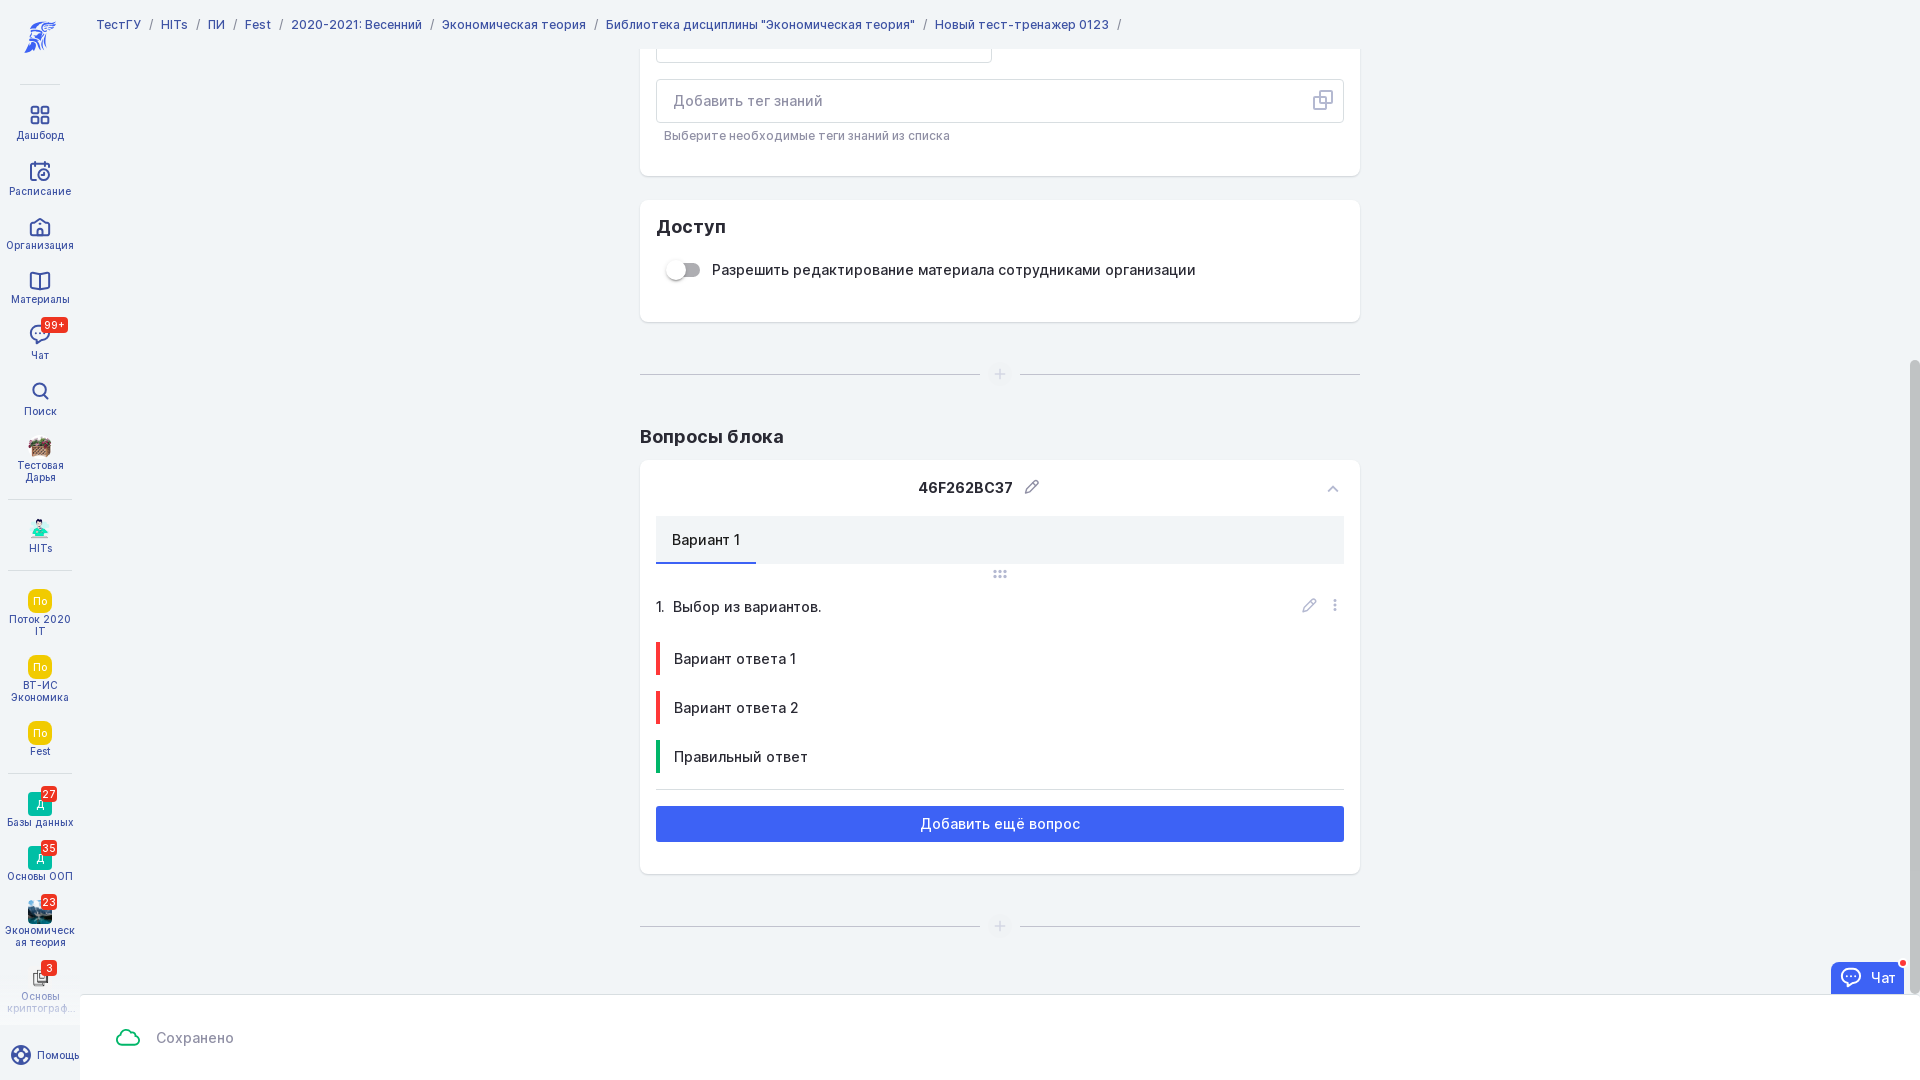 ТестГУ / HITs / ПИ / Fest / 2020-2021: Весенний / Экономическая теория / Библиотека дисциплины "Экономическая теория" / Новый тест-тренажер 0123 /
Дашборд
Расписание
Организация
Материалы
99+
Чат
Поиск
Тестовая
Дарья
HITs
По
Поток 2020
IT
По
ВТ-ИС
Экономика
По
Fest
27
Д
Базы данных
35
Д
Основы ООП
23
Экономическ
ая теория
3
Основы
криптограф...
Помощь
Добавить тег знаний
Выберите необходимые теги знаний из списка
Доступ
Разрешить редактирование материала сотрудниками организации
Вопросы блока
46F262BC37
Вариант 1
1. Выбор из вариантов.
Вариант ответа 1
Вариант ответа 2
Правильный ответ
Добавить ещё вопрос
Чат
Сохранено